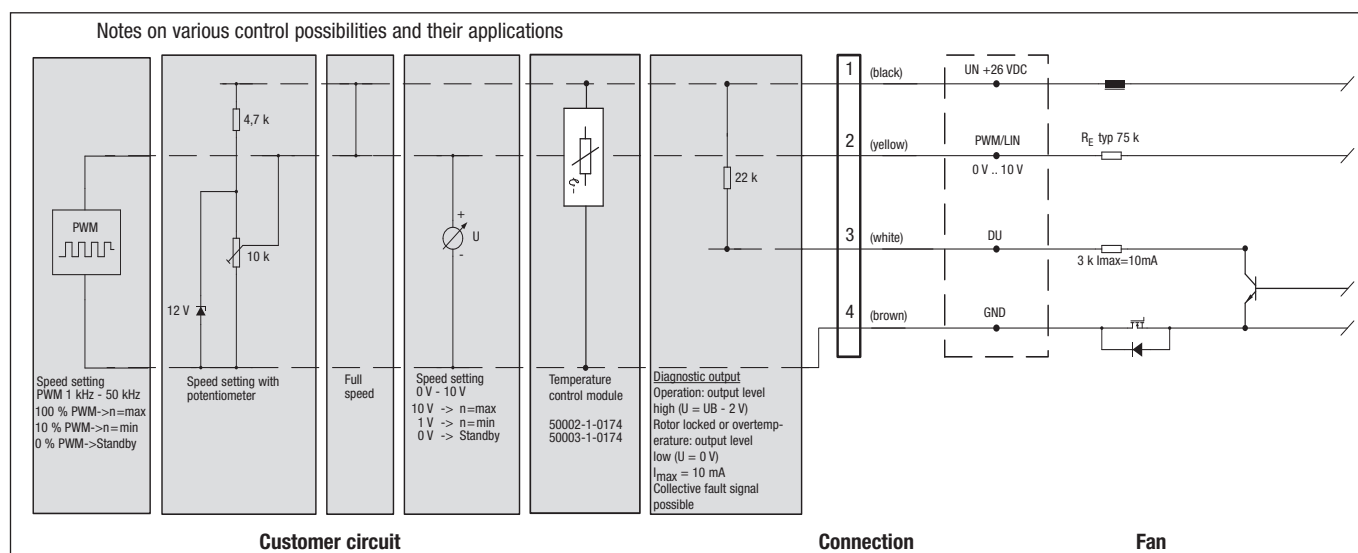 Notes on various control possibilities and their applications
PWM
Speed setting
PWM 1 kHz - 50 kHz
100 % PWM->n=max
10 % PWM->n=min
0 % PWM->Standby
4,7 k
10 k
12 V
Speed setting with
potentiometer
Full
speed
+
U
-
Speed setting
0 V - 10 V
10 V -> n=max
1 V -> n=min
0 V -> Standby
Temperature
control module
50002-1-0174
50003-1-0174
22 k
Diagnostic output
Operation: output level
high (U = UB - 2 V)
Rotor locked or overtemp-
erature: output level
low (U = 0 V)
Imax = 10 mA
Collective fault signal
possible
1 (black)
2 (yellow)
3 (white)
4 (brown)
UN +26 VDC
PWM/LIN
0 V .. 10 V
DU
GND
RE typ 75 k
3 k Imax=10mA
Customer circuit
Connection
Fan